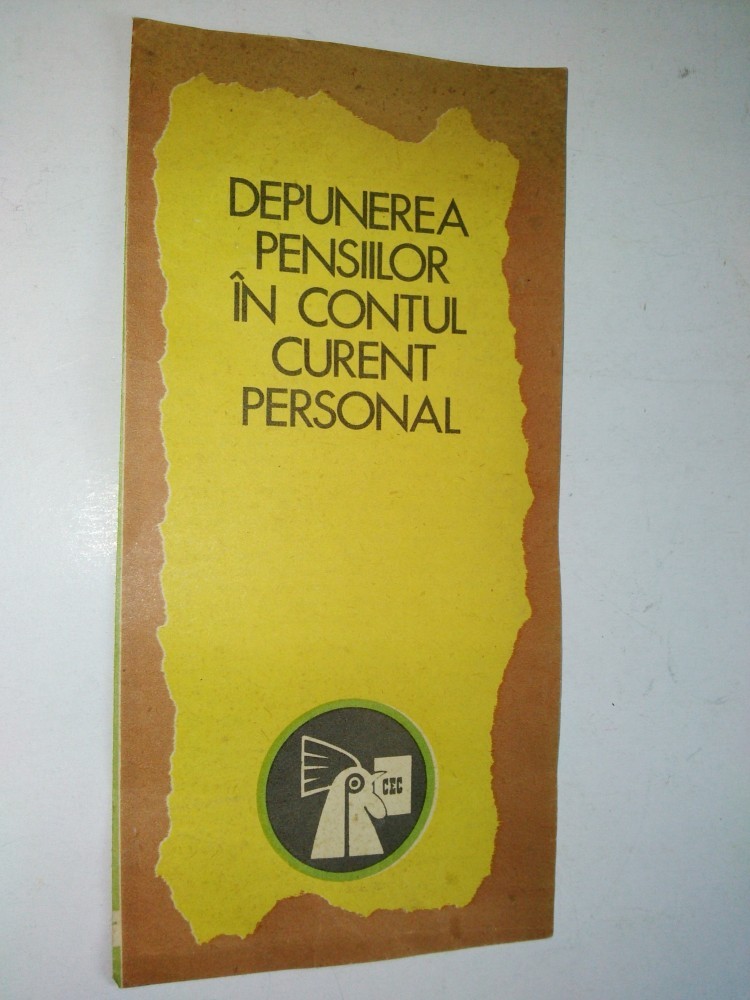 DEPUNEREA
PENSIILOR
ÎN CONTUL
CURENT
PERSONAL
CEC